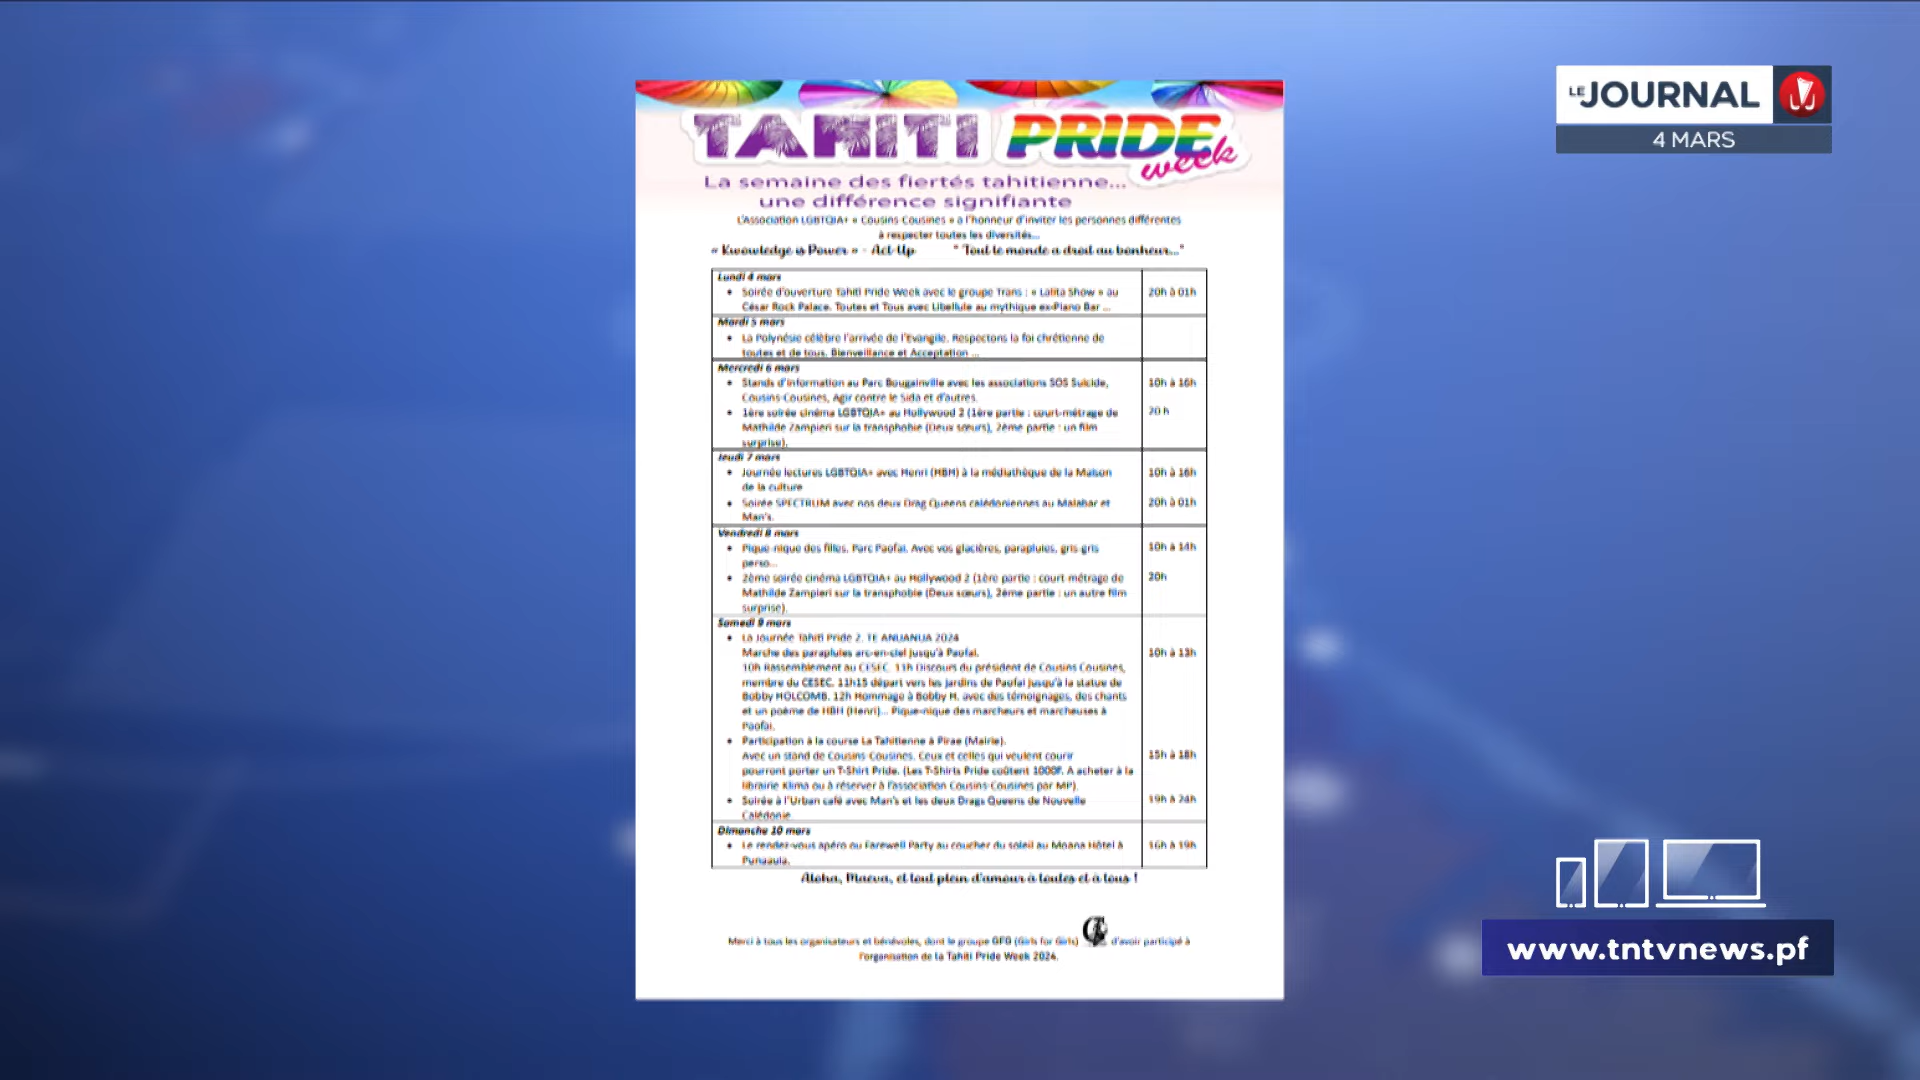 LE JOURNAL
4 MARS
TAHITI PRIDE
week
La semaine des fiertés tahitienne...
une différence signifiante
L'Association LGBTQIA+ « Cousins Cousines » a l'honneur d'inviter les personnes différentes
à respecter toutes les diversités...
« Kwowledge is Power » - Act-Up " Tout le monde a droit au bonheur..."
Lundi 4 mars
• Soirée d'ouverture Tahiti Pride Week avec le groupe Trans : « Lalita Show » au 20h à 01h
César Rock Palace. Toutes et Tous avec Libellule au mythique ex-Piano Bar ...
Mardi 5 mars
• La Polynésie célèbre l'arrivée de l'Evangile. Respectons la foi chrétienne de
toutes et de tous. Bienveillance et Acceptation ...
Mercredi 6 mars
• Stands d'information au Parc Bougainville avec les associations SOS Suicide, 10h à 16h
Cousins-Cousines, Agir contre le Sida et d'autres.
• 1ère soirée cinéma LGBTQIA+ au Hollywood 2 (1ère partie : court-métrage de 20 h
Mathilde Zampieri sur la transphobie (Deux sœurs), 2ème partie : un film
surprise).
Jeudi 7 mars
• Journée lectures LGBTQIA+ avec Henri (HBH) à la médiathèque de la Maison 10h à 16h
de la culture
• Soirée SPECTRUM avec nos deux Drag Queens calédoniennes au Malabar et 20h à 01h
Man's.
Vendredi 8 mars
• Pique-nique des filles. Parc Paofai. Avec vos glacières, parapluies, gris-gris 10h à 14h
perso...
• 2ème soirée cinéma LGBTQIA+ au Hollywood 2 (1ère partie : court métrage de 20h
Mathilde Zampieri sur la transphobie (Deux sœurs), 2ème partie : un autre film
surprise).
Samedi 9 mars
• La Journée Tahiti Pride 2. TE ANUANUA 2024
Marche des parapluies arc-en-ciel jusqu'à Paofai. 10h à 13h
10h Rassemblement au CESEC. 11h Discours du président de Cousins Cousines,
membre du CESEC. 11h15 départ vers les jardins de Paofai jusqu'à la statue de
Bobby HOLCOMB. 12h Hommage à Bobby H. avec des témoignages, des chants
et un poème de HBH (Henri)... Pique-nique des marcheurs et marcheuses à
Paofai.
• Participation à la course La Tahitienne à Pirae (Mairie).
Avec un stand de Cousins Cousines. Ceux et celles qui veulent courir 15h à 18h
pourront porter un T-Shirt Pride. (Les T-Shirts Pride coûtent 1000F. A acheter à la
librairie Klima ou à réserver à l'association Cousins Cousines par MP).
• Soirée à l'Urban café avec Man's et les deux Drags Queens de Nouvelle 19h à 24h
Calédonie
Dimanche 10 mars
• Le rendez-vous apéro ou Farewell Party au coucher du soleil au Moana Hôtel à 16h à 19h
Punaauia.
Aloha, Maeva, et tout plein d'amour à toutes et à tous !
Merci à tous les organisateurs et bénévoles, dont le groupe GFG (Girls for Girls) d'avoir participé à
l'organisation de la Tahiti Pride Week 2024.
www.tntvnews.pf